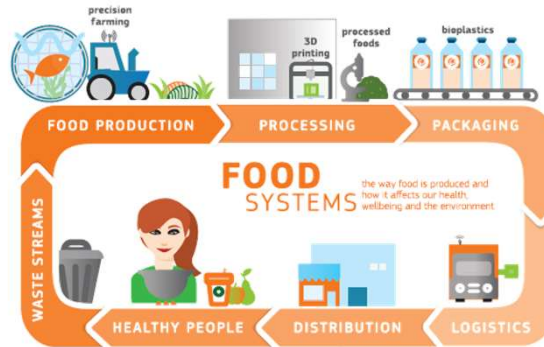 precision
farming
3D
printing
processed
foods
bioplastics
FOOD PRODUCTION
PROCESSING
PACKAGING
FOOD
SYSTEMS
the way food is produced and
how it affects our health,
wellbeing and the environment
WASTE STREAMS
HEALTHY PEOPLE
DISTRIBUTION
LOGISTICS